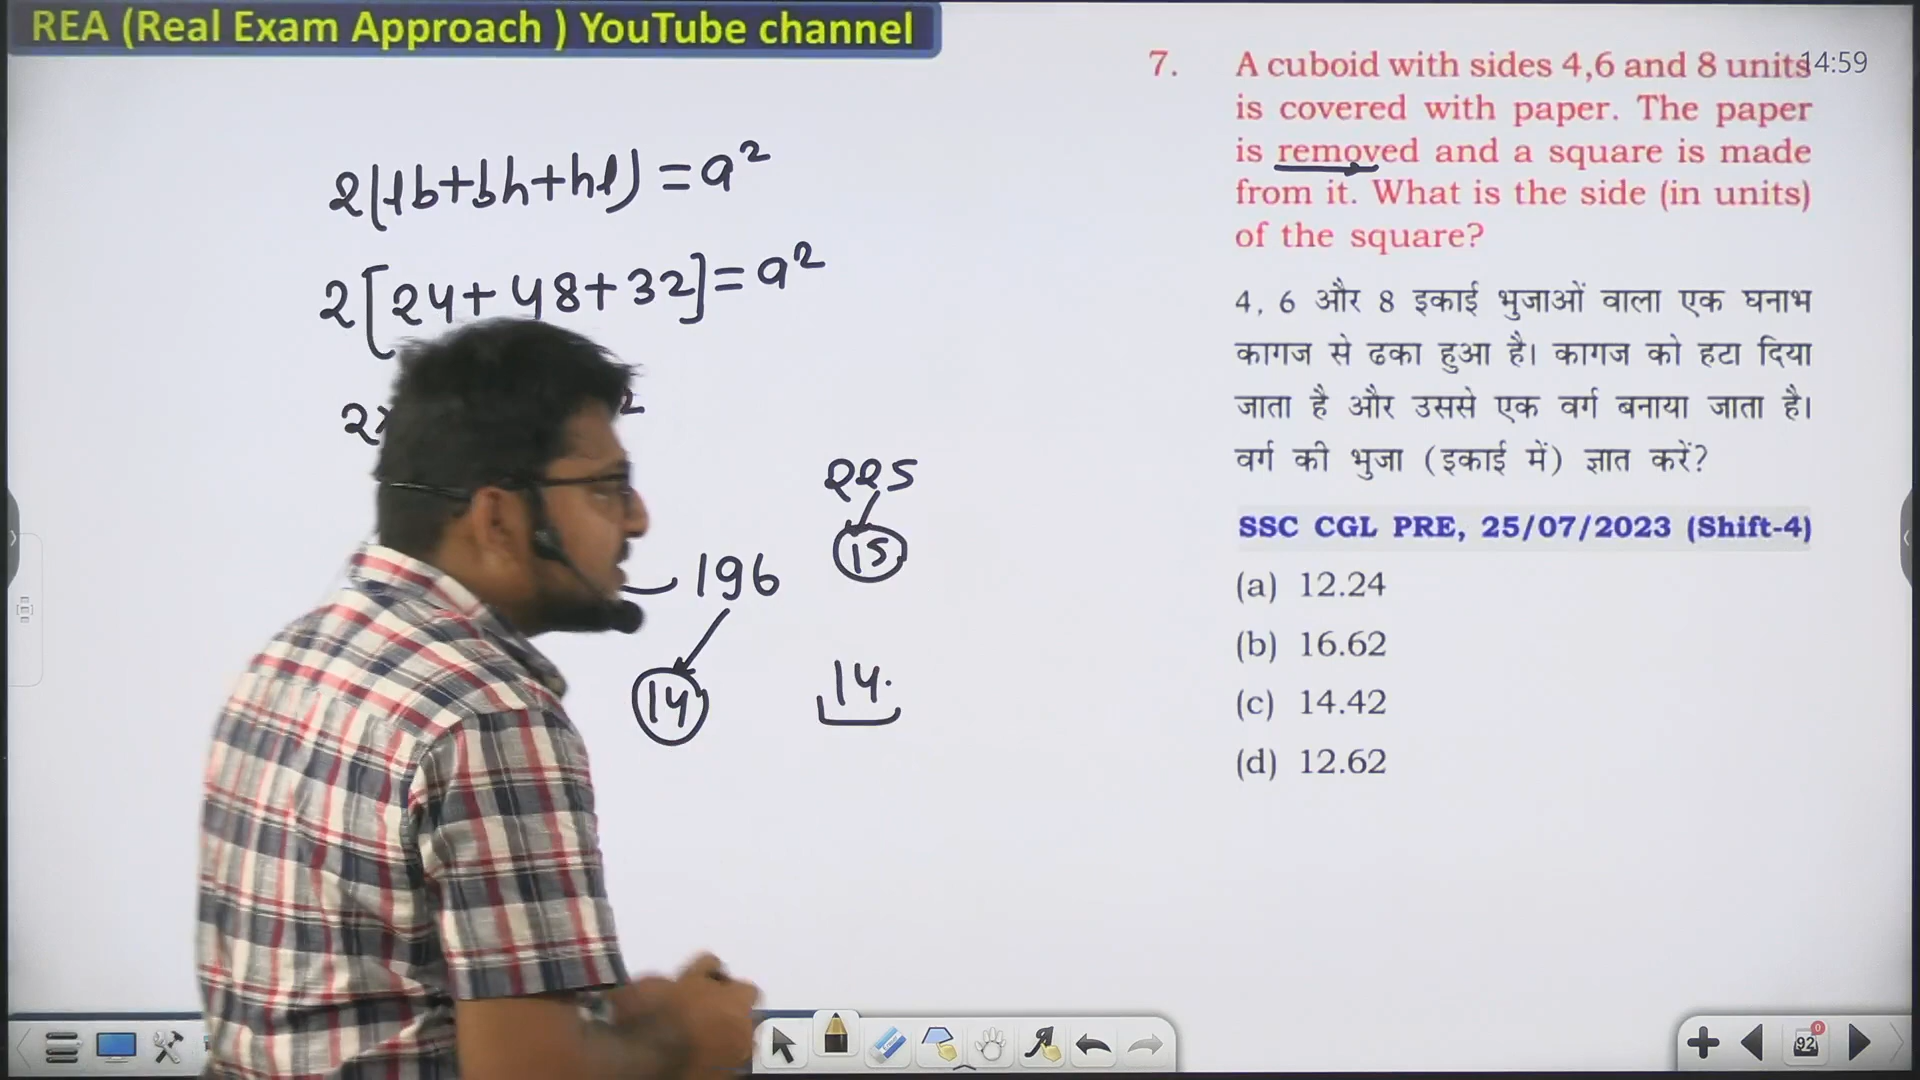 REA (Real Exam Approach ) YouTube channel
14:59
2(lb+bh+hl) = a²
2[24+48+32] = a²
225
15
196
14
14.
7. A cuboid with sides 4,6 and 8 units
is covered with paper. The paper
is removed and a square is made
from it. What is the side (in units)
of the square?
4, 6 और 8 इकाई भुजाओं वाला एक घनाभ
कागज से ढका हुआ है। कागज को हटा दिया
जाता है और उससे एक वर्ग बनाया जाता है।
वर्ग की भुजा (इकाई में) ज्ञात करें?
SSC CGL PRE, 25/07/2023 (Shift-4)
(a) 12.24
(b) 16.62
(c) 14.42
(d) 12.62
92
0